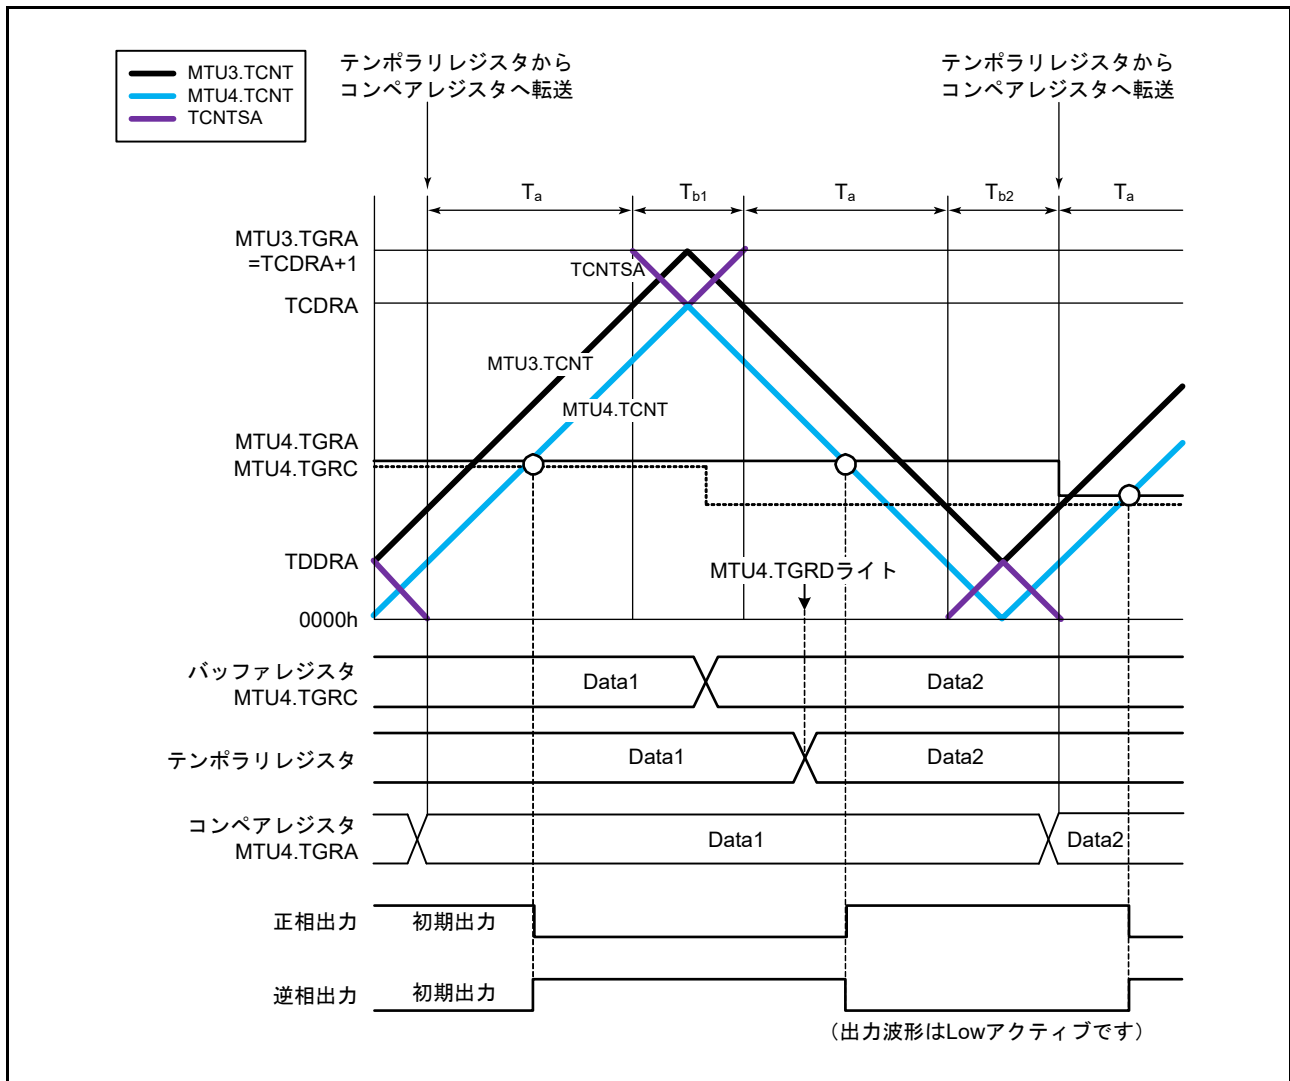 MTU3.TCNT
MTU4.TCNT
TCNTSA
テンポラリレジスタから
コンペアレジスタへ転送
テンポラリレジスタから
コンペアレジスタへ転送
Ta
Tb1
Ta
Tb2
Ta
MTU3.TGRA
=TCDRA+1
TCNTSA
TCDRA
MTU3.TCNT
MTU4.TCNT
MTU4.TGRA
MTU4.TGRC
TDDRA
MTU4.TGRDライト
0000h
バッファレジスタ
MTU4.TGRC
Data1
Data2
テンポラリレジスタ
Data1
Data2
コンペアレジスタ
MTU4.TGRA
Data1
Data2
正相出力
初期出力
逆相出力
初期出力
（出力波形はLowアクティブです）